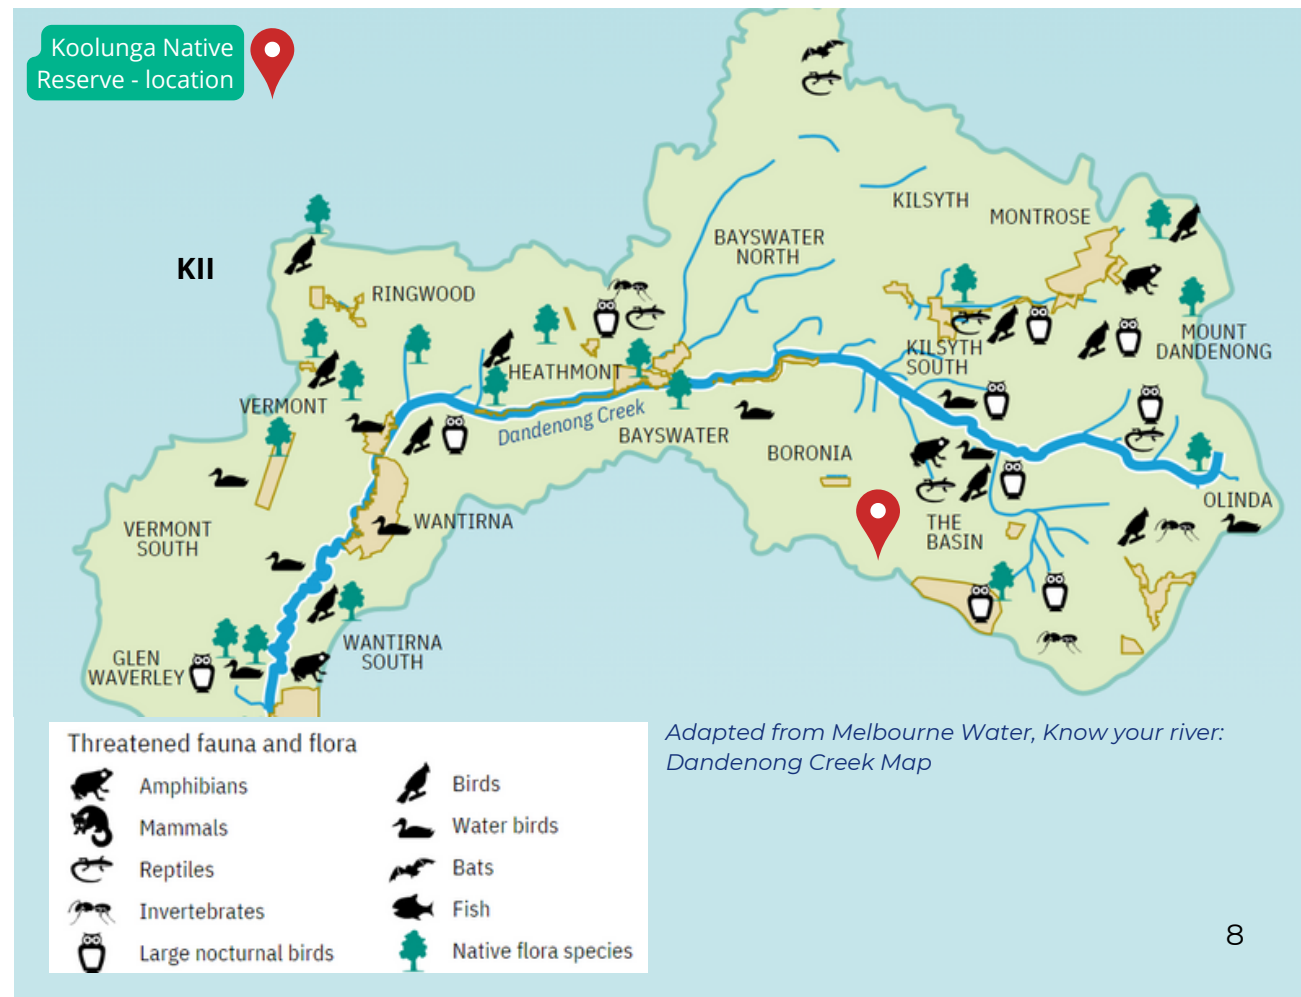 Koolunga Native
Reserve - location
KII
KILSYTH
MONTROSE
BAYSWATER
NORTH
RINGWOOD
MOUNT
DANDENONG
KILSYTH
SOUTH
HEATHMONT
VERMONT
Dandenong Creek
BAYSWATER
BORONIA
OLINDA
WANTIRNA
VERMONT
SOUTH
THE
BASIN
WANTIRNA
SOUTH
GLEN
WAVERLEY
Threatened fauna and flora
Amphibians
Mammals
Reptiles
Invertebrates
Large nocturnal birds
Birds
Water birds
Bats
Fish
Native flora species
Adapted from Melbourne Water, Know your river:
Dandenong Creek Map
8